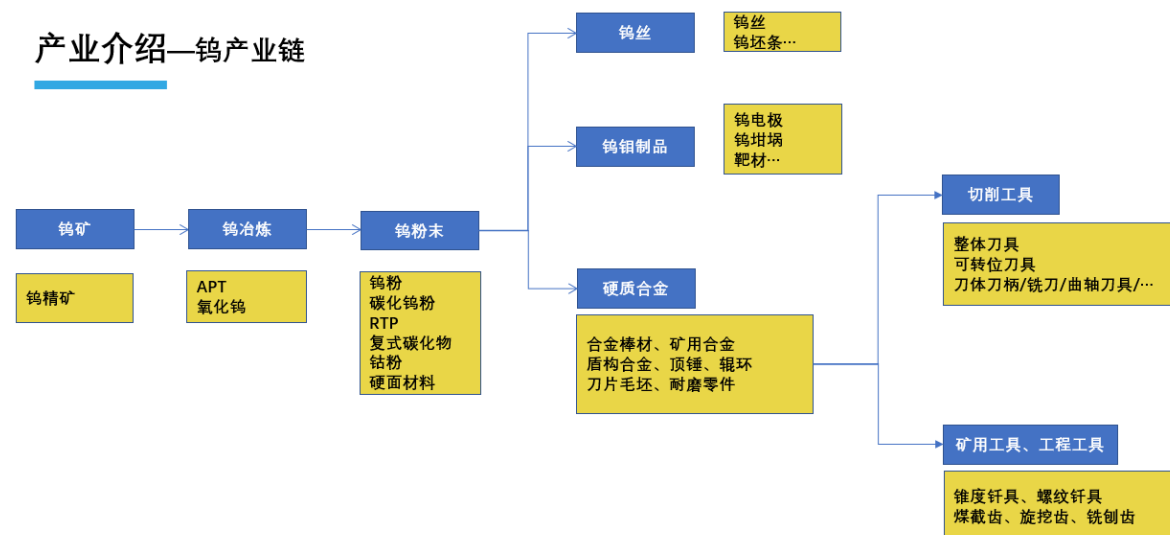 产业介绍—钨产业链
钨丝
钨丝
钨坯条…
钨钼制品
钨电极
钨坩埚
靶材…
钨矿
钨精矿
钨冶炼
APT
氧化钨
钨粉末
钨粉
碳化钨粉
RTP
复式碳化物
钴粉
硬面材料
硬质合金
合金棒材、矿用合金
盾构合金、顶锤、辊环
刀片毛坯、耐磨零件
切削工具
整体刀具
可转位刀具
刀体刀柄/铣刀/曲轴刀具/…
矿用工具、工程工具
锥度钎具、螺纹钎具
煤截齿、旋挖齿、铣刨齿